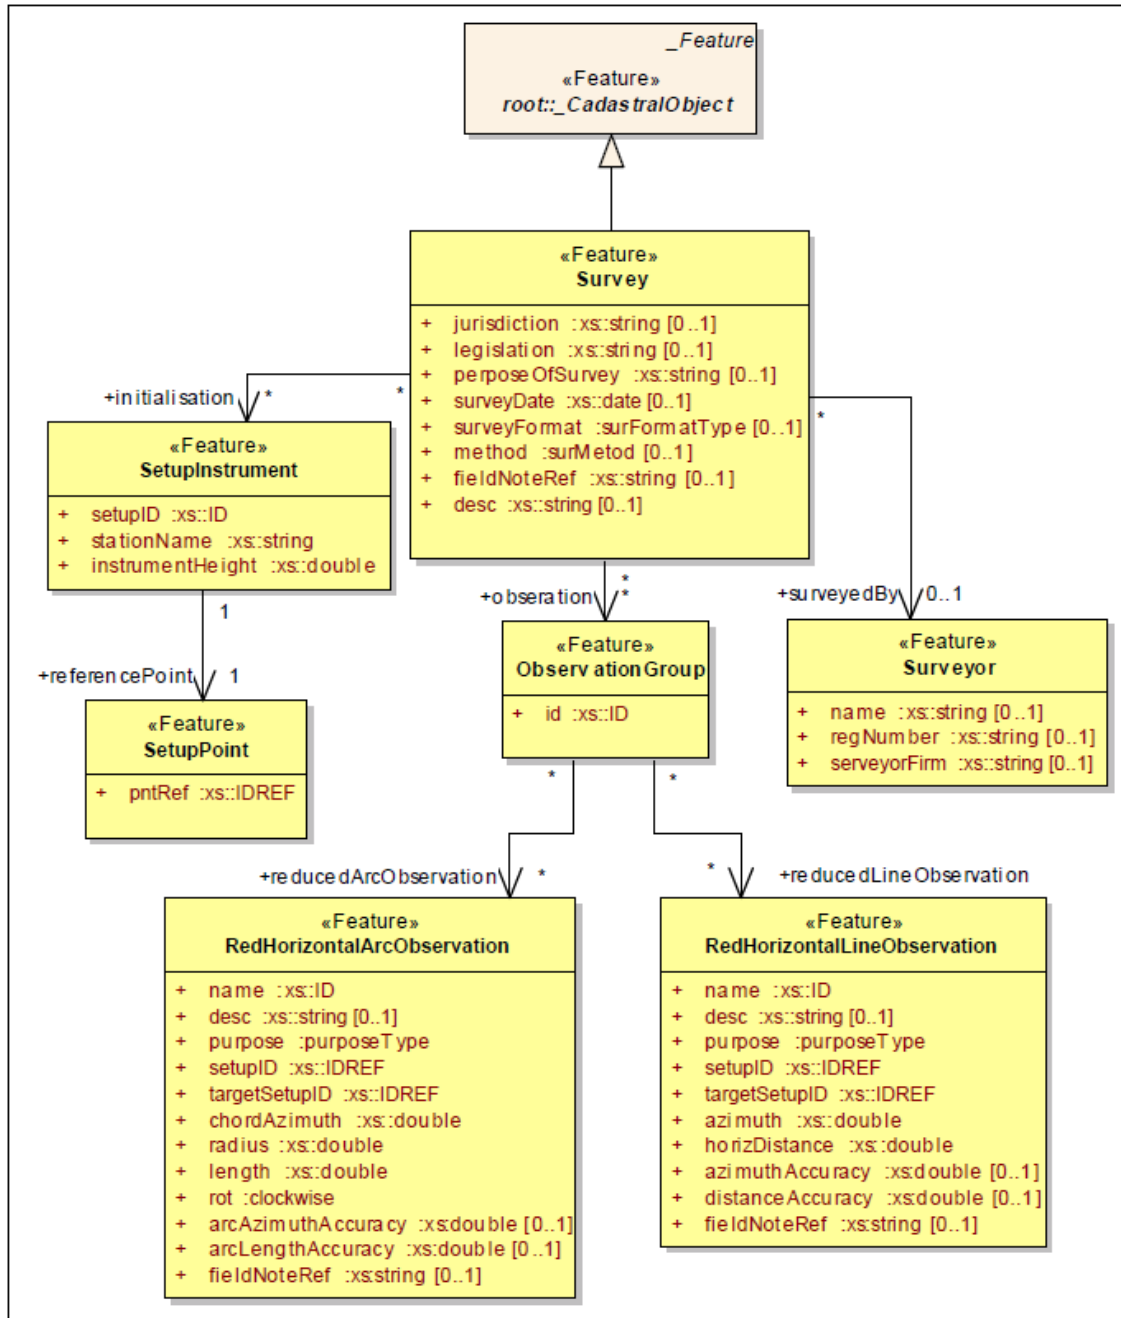 _Feature
«Feature»
root::_CadastralObject
«Feature»
Survey
+ jurisdiction :xs::string [0..1]
+ legislation :xs::string [0..1]
+ perposeOfSurvey :xs::string [0..1]
+ surveyDate :xs::date [0..1]
+ surveyFormat :surFormatType [0..1]
+ method :surMetod [0..1]
+ fieldNoteRef :xs::string [0..1]
+ desc :xs::string [0..1]
+initialisation * *
«Feature»
SetupInstrument
+ setupID :xs::ID
+ stationName :xs::string
+ instrumentHeight :xs::double
1
+referencePoint 1
«Feature»
SetupPoint
+ pntRef :xs::IDREF
*
+obseration *
«Feature»
ObservationGroup
+ id :xs::ID
*
+surveyedBy 0..1
«Feature»
Surveyor
+ name :xs::string [0..1]
+ regNumber :xs::string [0..1]
+ serveyorFirm :xs::string [0..1]
* *
+reducedArcObservation *
«Feature»
RedHorizontalArcObservation
+ name :xs::ID
+ desc :xs::string [0..1]
+ purpose :purposeType
+ setupID :xs::IDREF
+ targetSetupID :xs::IDREF
+ chordAzimuth :xs::double
+ radius :xs::double
+ length :xs::double
+ rot :clockwise
+ arcAzimuthAccuracy :xs:double [0..1]
+ arcLengthAccuracy :xs:double [0..1]
+ fieldNoteRef :xs:string [0..1]
* +reducedLineObservation
«Feature»
RedHorizontalLineObservation
+ name :xs::ID
+ desc :xs::string [0..1]
+ purpose :purposeType
+ setupID :xs::IDREF
+ targetSetupID :xs::IDREF
+ azimuth :xs::double
+ horizDistance :xs::double
+ azimuthAccuracy :xs:double [0..1]
+ distanceAccuracy :xs:double [0..1]
+ fieldNoteRef :xs:string [0..1]